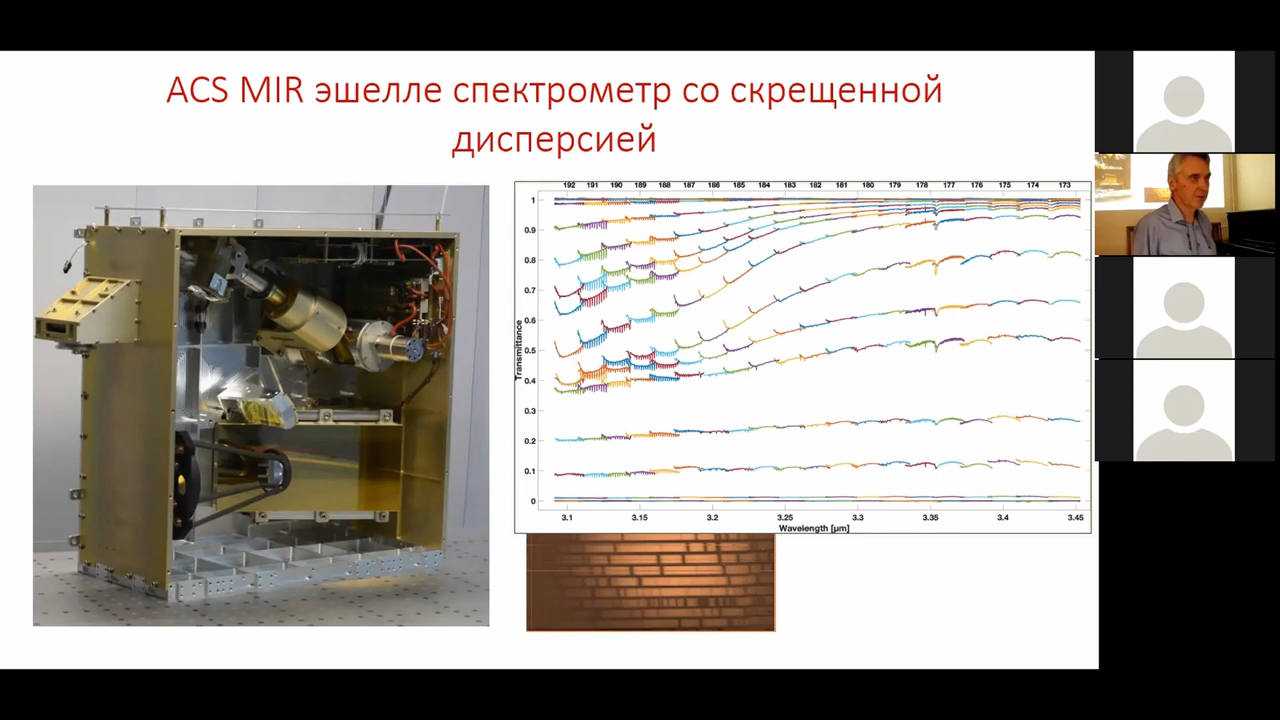 ACS MIR эшелле спектрометр со скрещенной
дисперсией
192 191 190 189 188 187 186 185 184 183 182 181 180 179 178 177 176 175 174 173
1
0.9
0.8
0.7
0.6
0.5
0.4
0.3
0.2
0.1
0
Transmittance
3.1 3.15 3.2 3.25 3.3 3.35 3.4 3.45
Wavelength [µm]